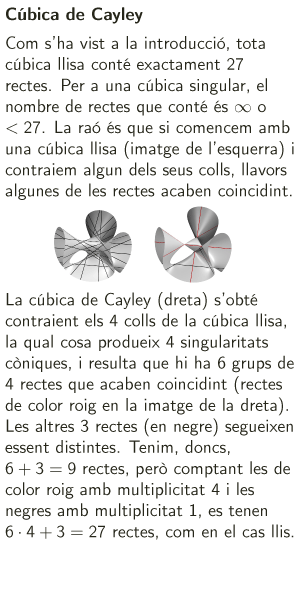 Cúbica de Cayley
Com s'ha vist a la introducció, tota
cúbica llisa conté exactament 27
rectes. Per a una cúbica singular, el
nombre de rectes que conté és ∞ o
< 27. La raó és que si comencem amb
una cúbica llisa (imatge de l'esquerra) i
contraiem algun dels seus colls, llavors
algunes de les rectes acaben coincidint.
La cúbica de Cayley (dreta) s'obté
contraient els 4 colls de la cúbica llisa,
la qual cosa produeix 4 singularitats
còniques, i resulta que hi ha 6 grups de
4 rectes que acaben coincidint (rectes
de color roig en la imatge de la dreta).
Les altres 3 rectes (en negre) segueixen
essent distintes. Tenim, doncs,
6 + 3 = 9 rectes, però comptant les de
color roig amb multiplicitat 4 i les
negres amb multiplicitat 1, es tenen
6 · 4 + 3 = 27 rectes, com en el cas llis.